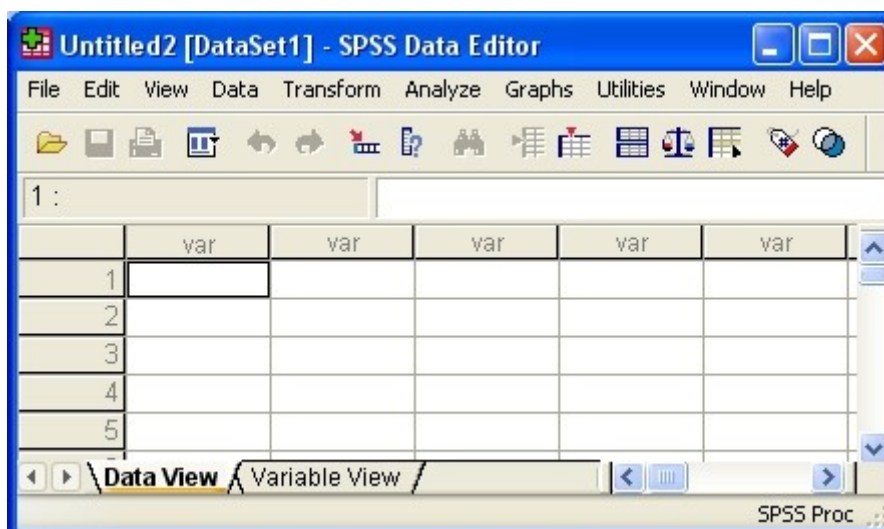 Untitled2 [DataSet1] - SPSS Data Editor
File Edit View Data Transform Analyze Graphs Utilities Window Help
1 :
var var var var var
1
2
3
4
5
Data View Variable View
SPSS Proc